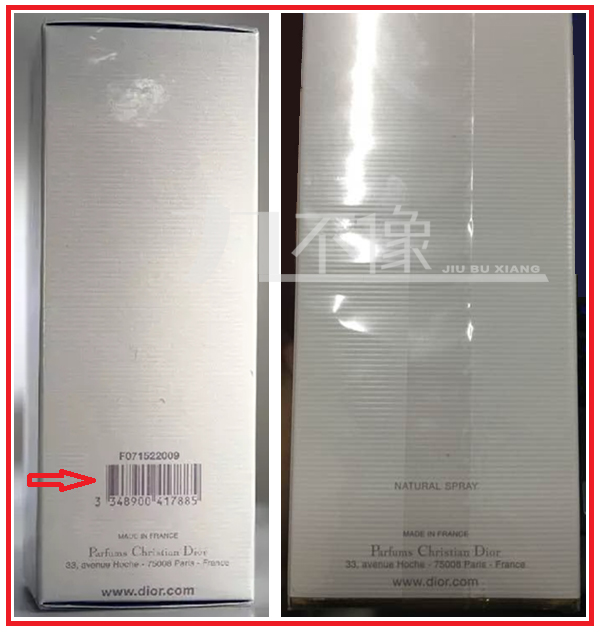 F071522009
3 348900 417885
MADE IN FRANCE
Parfums Christian Dior
33, avenue Hoche - 75008 Paris - France
www.dior.com
不像
JIU BU XIANG
NATURAL SPRAY
MADE IN FRANCE
Parfums Christian Dior
33, avenue Hoche - 75008 Paris - France
www.dior.com